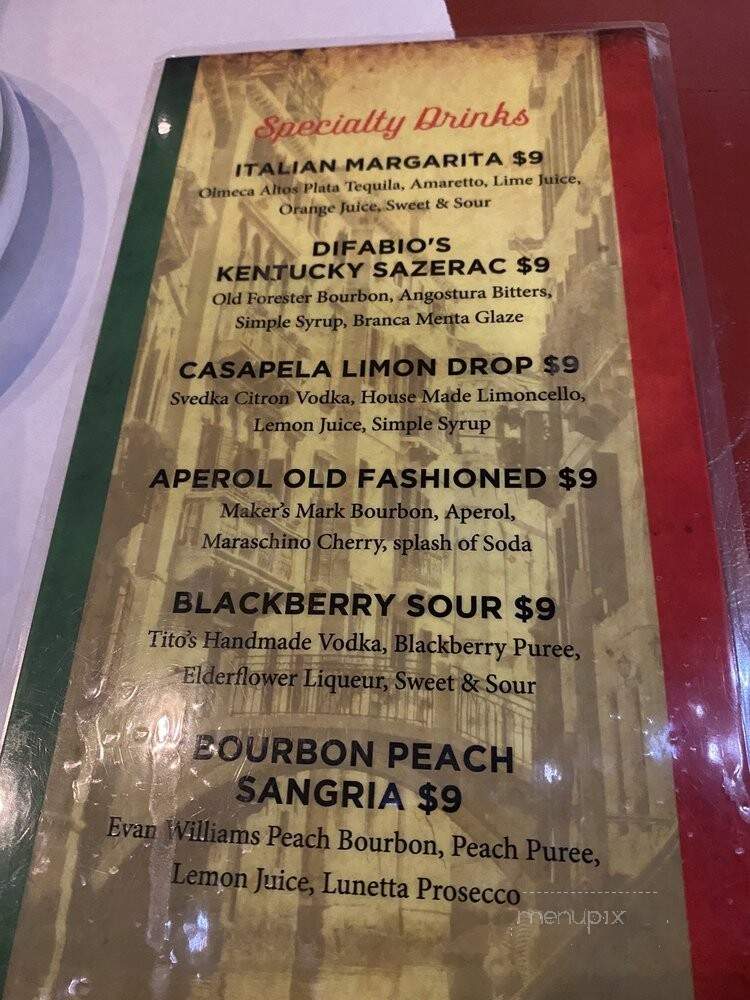 Specialty Drinks
ITALIAN MARGARITA $9
Olmeca Altos Plata Tequila, Amaretto, Lime Juice,
Orange Juice, Sweet & Sour
DIFABIO'S
KENTUCKY SAZERAC $9
Old Forester Bourbon, Angostura Bitters,
Simple Syrup, Branca Menta Glaze
CASAPELA LIMON DROP $9
Svedka Citron Vodka, House Made Limoncello,
Lemon Juice, Simple Syrup
APEROL OLD FASHIONED $9
Maker's Mark Bourbon, Aperol,
Maraschino Cherry, splash of Soda
BLACKBERRY SOUR $9
Tito's Handmade Vodka, Blackberry Puree,
Elderflower Liqueur, Sweet & Sour
BOURBON PEACH
SANGRIA $9
Evan Williams Peach Bourbon, Peach Puree,
Lemon Juice, Lunetta Prosecco
menupix